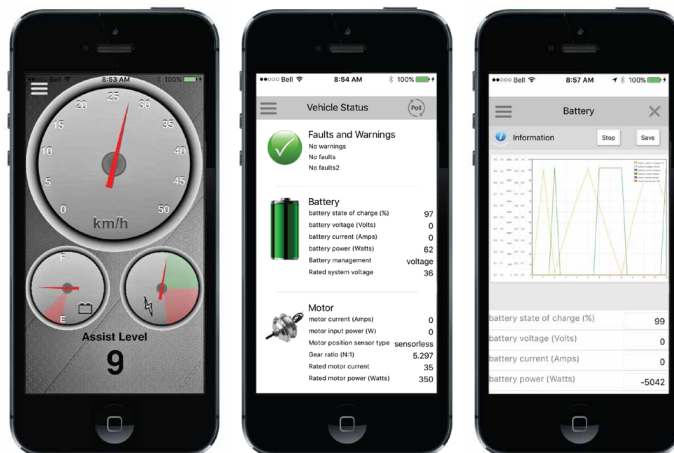 ●●○○○ Bell 8:53 AM 100%
25
20
30
15
35
10
40
5
45
0
50
km/h
F
E
Assist Level
9
●●○○○ Bell 8:54 AM 100%
Vehicle Status
Poll
Faults and Warnings
No warnings
No faults
No faults2
Battery
battery state of charge (%) 97
battery voltage (Volts) 0
battery current (Amps) 0
battery power (Watts) 62
Battery management voltage
Rated system voltage 36
Motor
motor current (Amps) 0
motor input power (W) 0
Motor position sensor type sensorless
Gear ratio (N:1) 5.297
Rated motor current 35
Rated motor power (Watts) 350
●●○○○ Bell 8:57 AM 100%
Battery
Information
Stop
Save
battery state of charge (%) 99
battery voltage (Volts) 0
battery current (Amps) 0
battery power (Watts) -5042